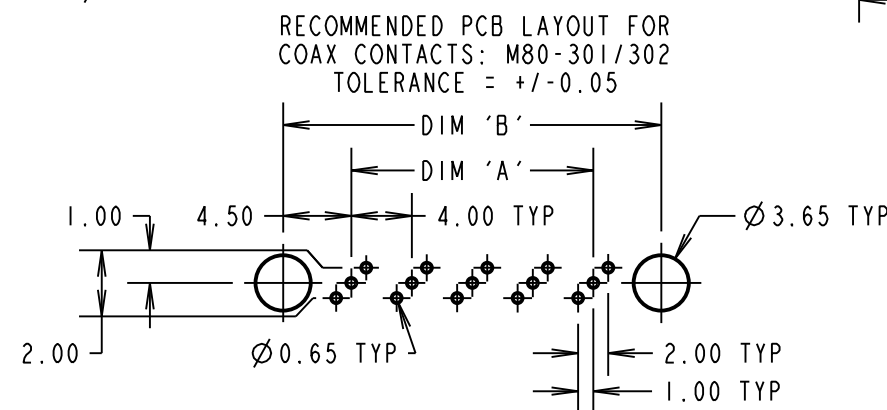 RECOMMENDED PCB LAYOUT FOR
COAX CONTACTS: M80-301/302
TOLERANCE = +/-0.05
DIM 'B'
DIM 'A'
1.00
4.50
4.00 TYP
Ø3.65 TYP
2.00
Ø0.65 TYP
2.00 TYP
1.00 TYP